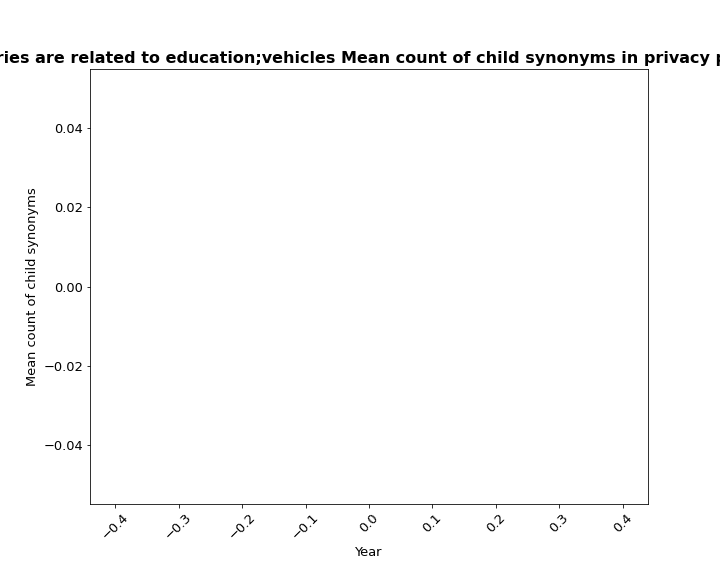 ries are related to education;vehicles Mean count of child synonyms in privacy p
0.04
0.02
0.00
−0.02
−0.04
Mean count of child synonyms
−0.4 −0.3 −0.2 −0.1 0.0 0.1 0.2 0.3 0.4
Year